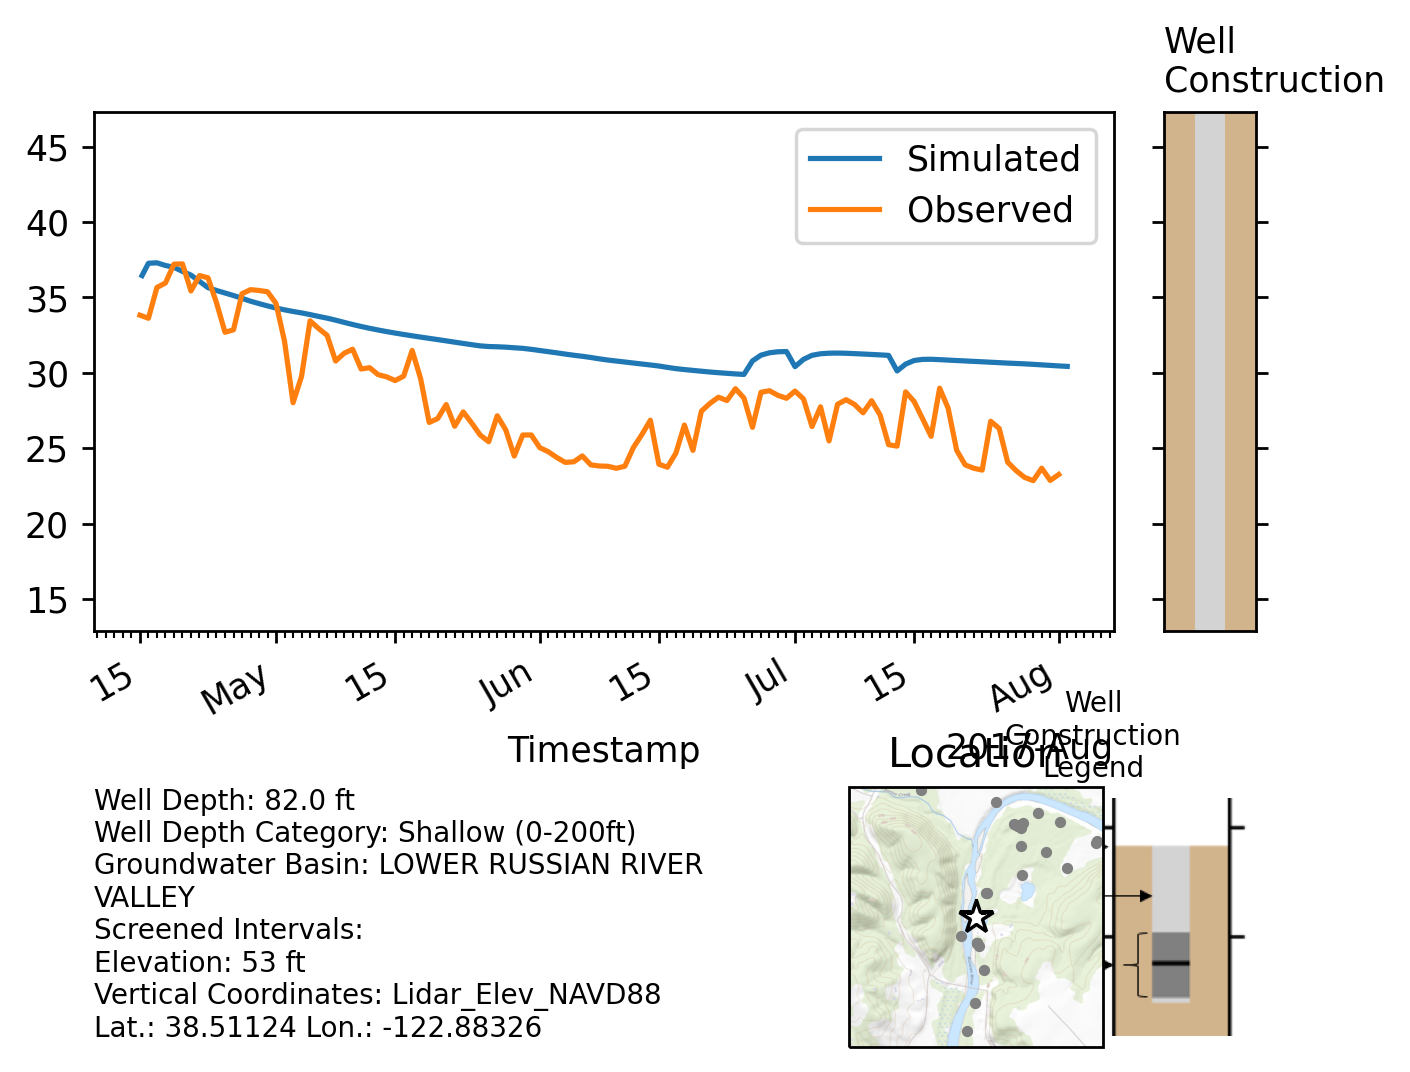 Well
Construction
45
40
35
30
25
20
15
Simulated
Observed
15
May
15
Jun
15
Jul
15
Aug
Timestamp
2017-Aug
Location
Well
Construction
Legend
Well Depth: 82.0 ft
Well Depth Category: Shallow (0-200ft)
Groundwater Basin: LOWER RUSSIAN RIVER
VALLEY
Screened Intervals:
Elevation: 53 ft
Vertical Coordinates: Lidar_Elev_NAVD88
Lat.: 38.51124 Lon.: -122.88326